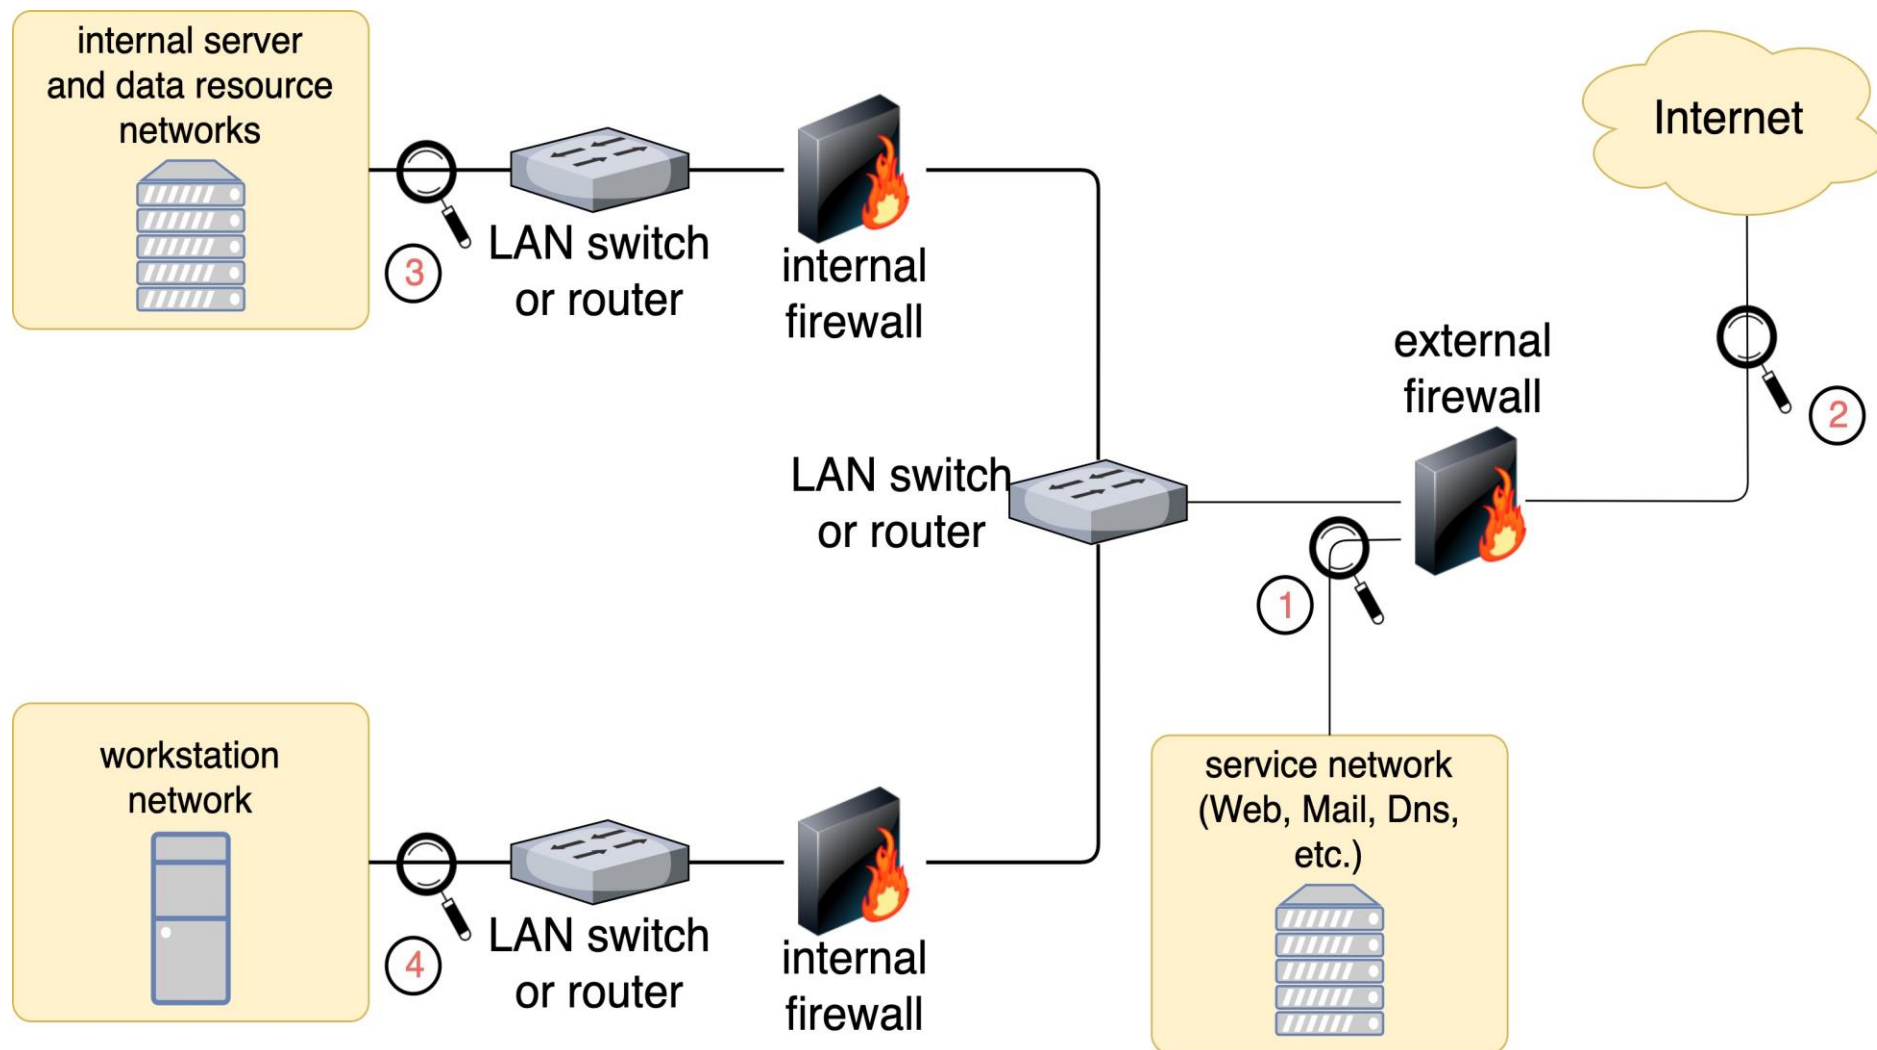 internal server
and data resource
networks
3
LAN switch
or router
internal
firewall
Internet
external
firewall
2
LAN switch
or router
1
workstation
network
4
LAN switch
or router
internal
firewall
service network
(Web, Mail, Dns,
etc.)